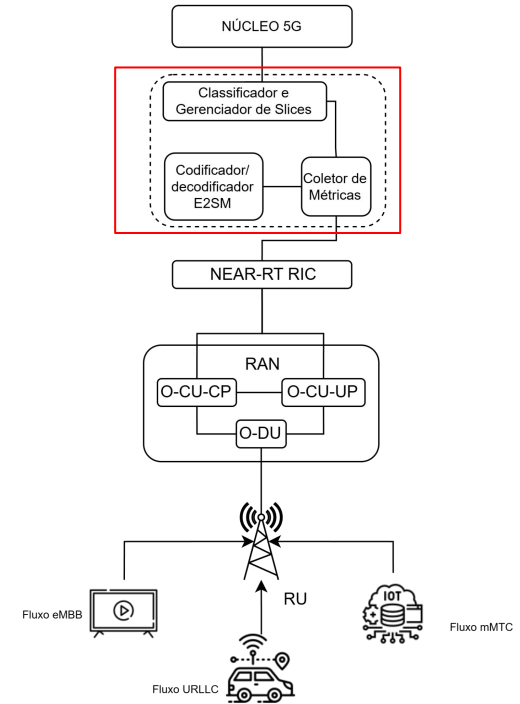 NÚCLEO 5G
Classificador e
Gerenciador de Slices
Codificador/
decodificador
E2SM
Coletor de
Métricas
NEAR-RT RIC
RAN
O-CU-CP
O-CU-UP
O-DU
RU
Fluxo eMBB
IOT
Fluxo mMTC
Fluxo URLLC